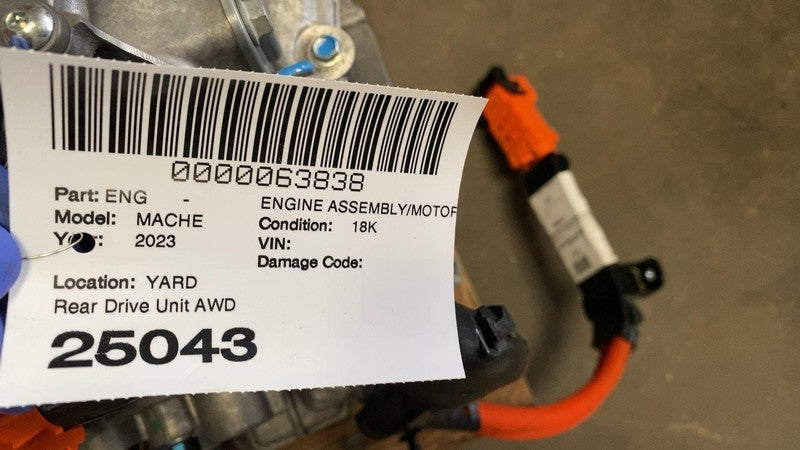 0000063838
Part: ENG - ENGINE ASSEMBLY/MOTOR
Model: MACHE Condition: 18K
Year: 2023 VIN:
Damage Code:
Location: YARD
Rear Drive Unit AWD
25043